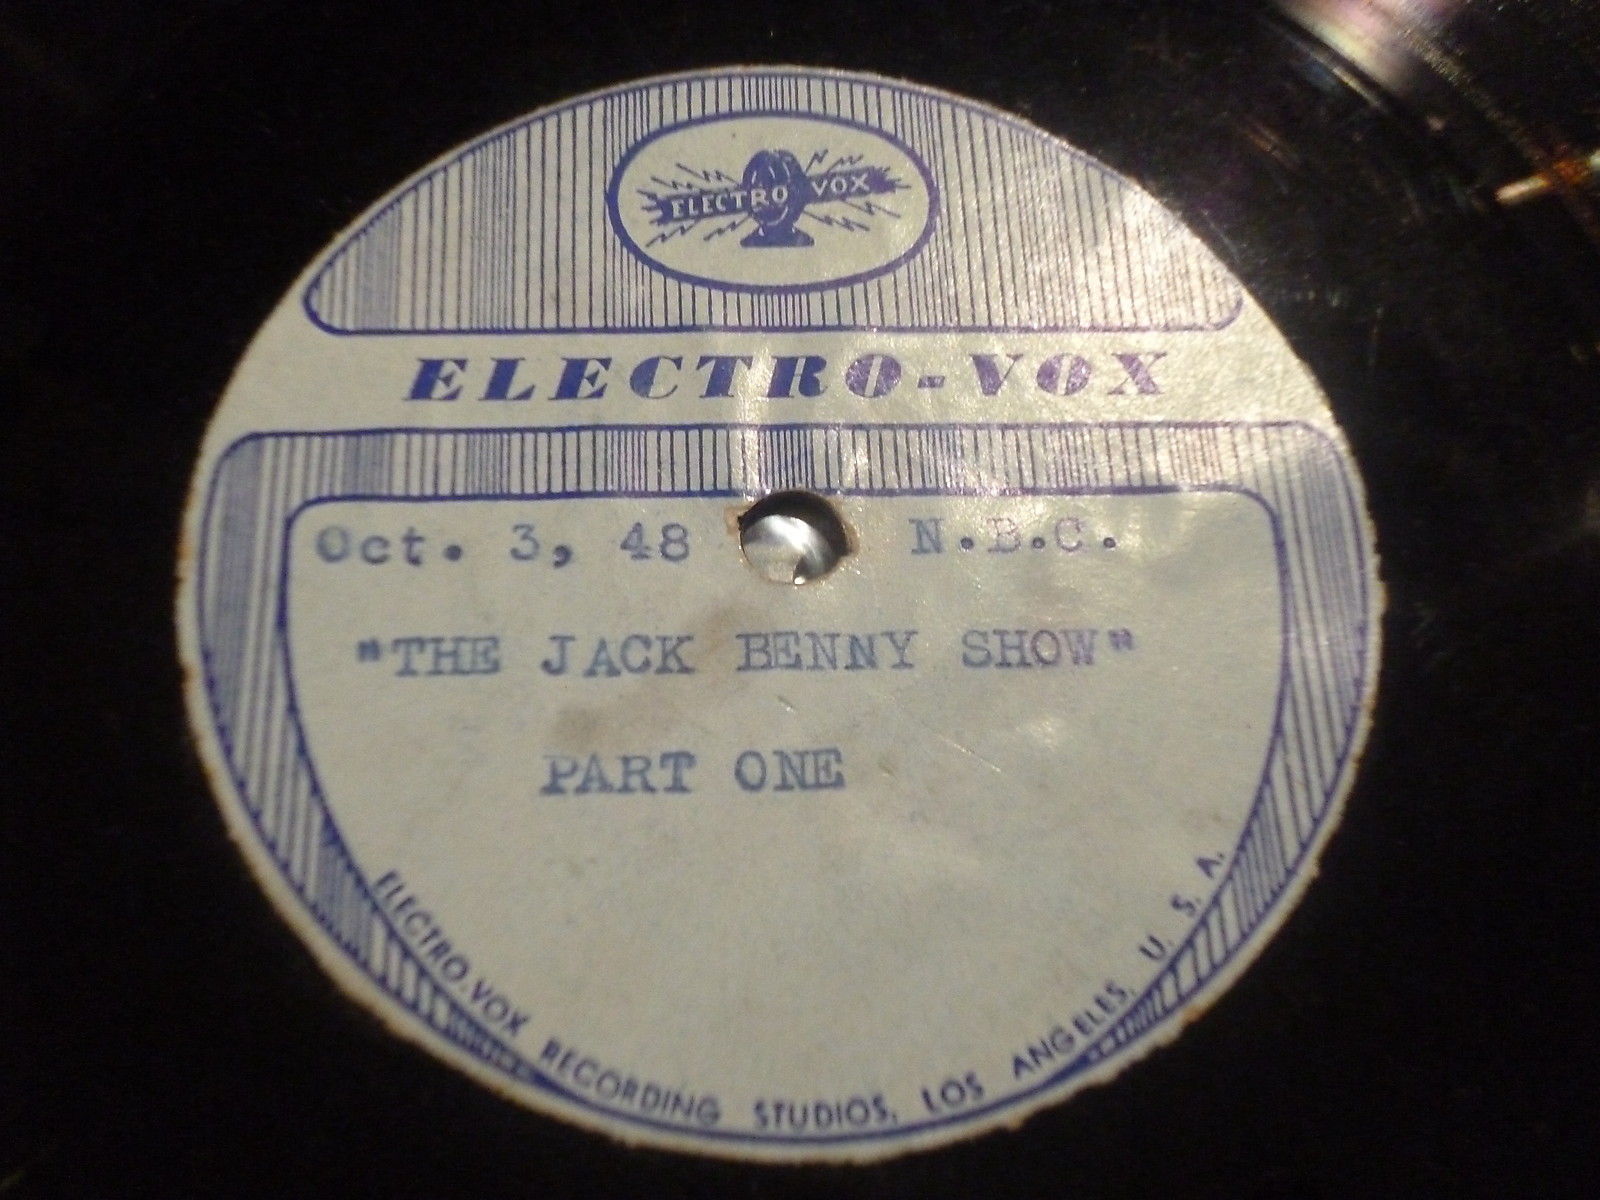 ELECTRO VOX
ELECTRO-VOX
Oct. 3, 48 N.B.C.
"THE JACK BENNY SHOW"
PART ONE
ELECTRO-VOX RECORDING STUDIOS, LOS ANGELES, U. S. A.